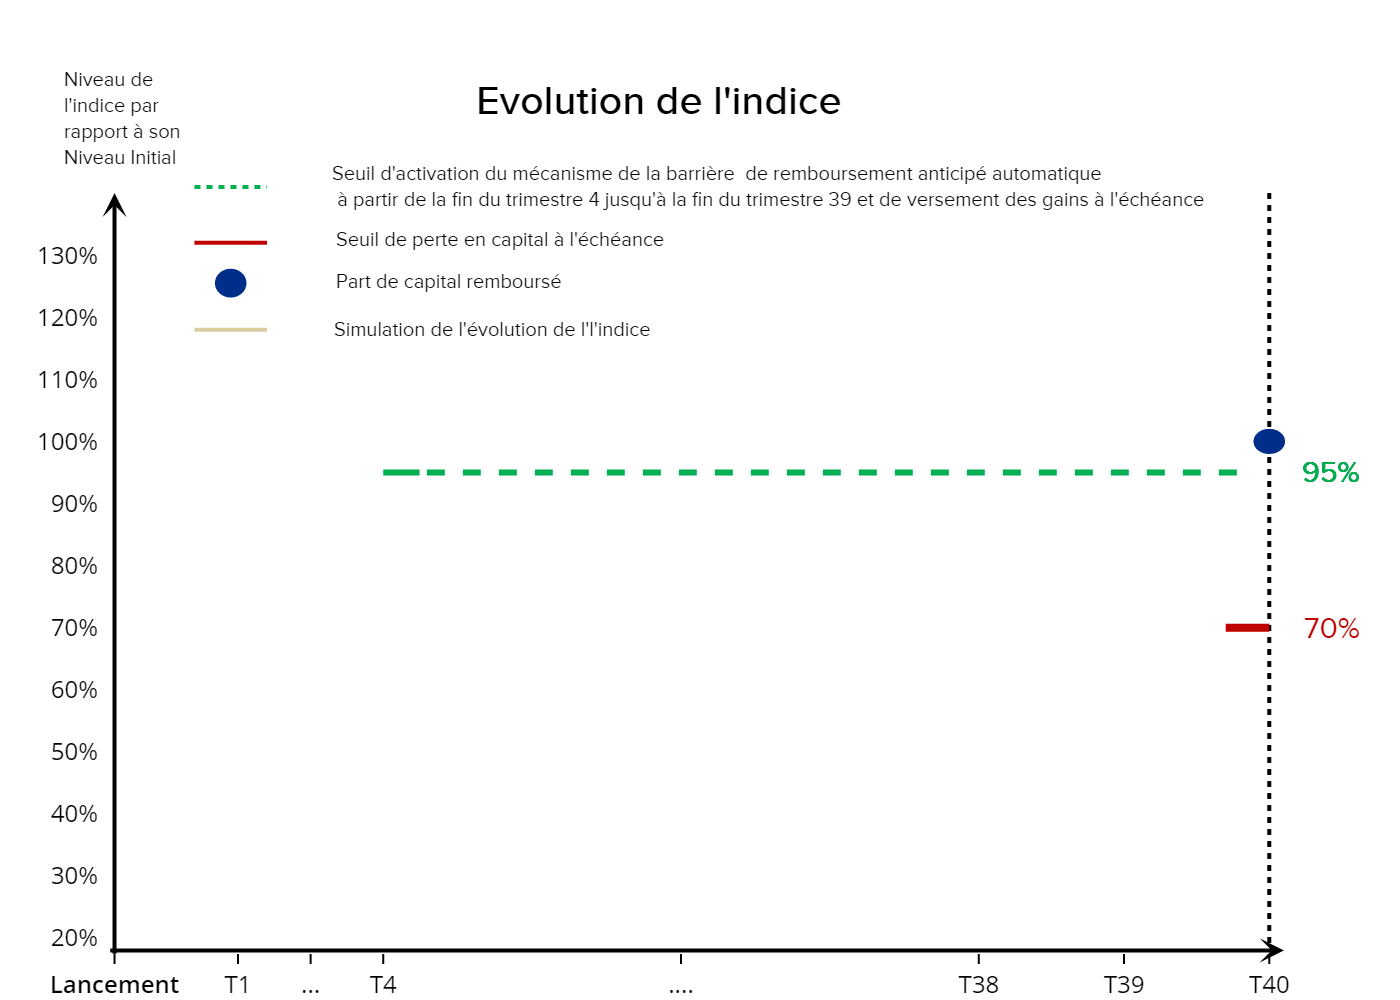 Niveau de
l'indice par
rapport à son
Niveau Initial
Evolution de l'indice
Seuil d'activation du mécanisme de la barrière  de remboursement anticipé automatique
à partir de la fin du trimestre 4 jusqu'à la fin du trimestre 39 et de versement des gains à l'échéance
Seuil de perte en capital à l'échéance
Part de capital remboursé
Simulation de l'évolution de l'l'indice
130%
120%
110%
100%
90%
80%
70%
60%
50%
40%
30%
20%
95%
70%
Lancement T1 ... T4 .... T38 T39 T40